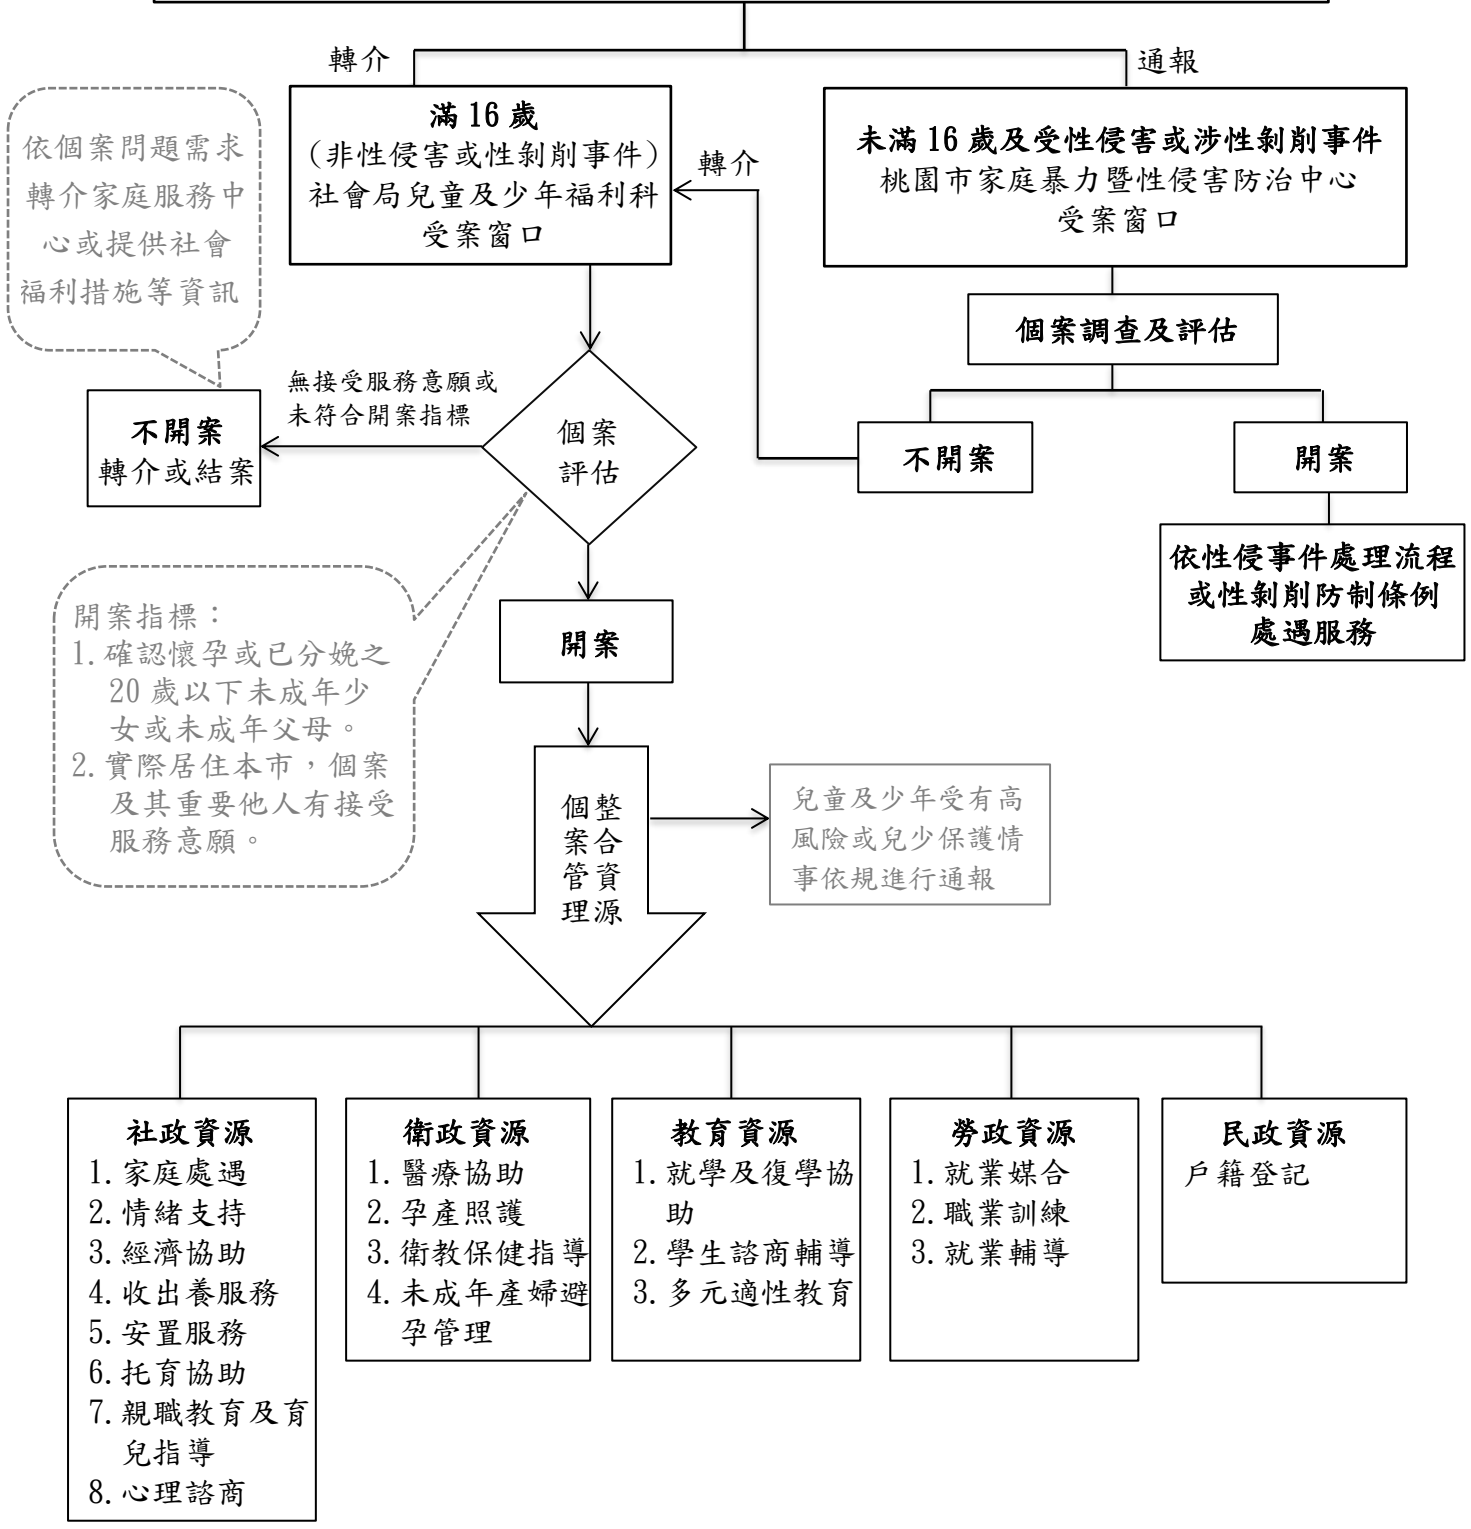 轉介
通報
滿 16 歲
(非性侵害或性剝削事件)
社會局兒童及少年福利科
受案窗口
轉介
未滿 16 歲及受性侵害或涉性剝削事件
桃園市家庭暴力暨性侵害防治中心
受案窗口
依個案問題需求
轉介家庭服務中
心或提供社會
福利措施等資訊
個案調查及評估
無接受服務意願或
未符合開案指標
不開案
轉介或結案
個案
評估
不開案
開案
依性侵事件處理流程
或性剝削防制條例
處遇服務
開案指標：
1.確認懷孕或已分娩之
20 歲以下未成年少
女或未成年父母。
2.實際居住本市，個案
及其重要他人有接受
服務意願。
開案
整合資源
個案管理
兒童及少年受有高
風險或兒少保護情
事依規進行通報
社政資源
1.家庭處遇
2.情緒支持
3.經濟協助
4.收出養服務
5.安置服務
6.托育協助
7.親職教育及育
兒指導
8.心理諮商
衛政資源
1.醫療協助
2.孕產照護
3.衛教保健指導
4.未成年產婦避
孕管理
教育資源
1.就學及復學協
助
2.學生諮商輔導
3.多元適性教育
勞政資源
1.就業媒合
2.職業訓練
3.就業輔導
民政資源
戶籍登記